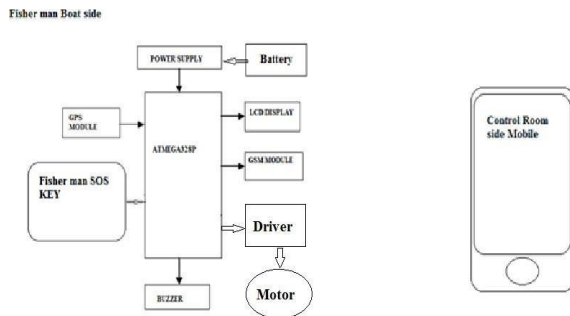 Fisher man Boat side
POWER SUPPLY
Battery
GPS
MODULE
ATMEGA328P
LCD DISPLAY
GSM MODULE
Fisher man SOS
KEY
Driver
BUZZER
Motor
Control Room
side Mobile